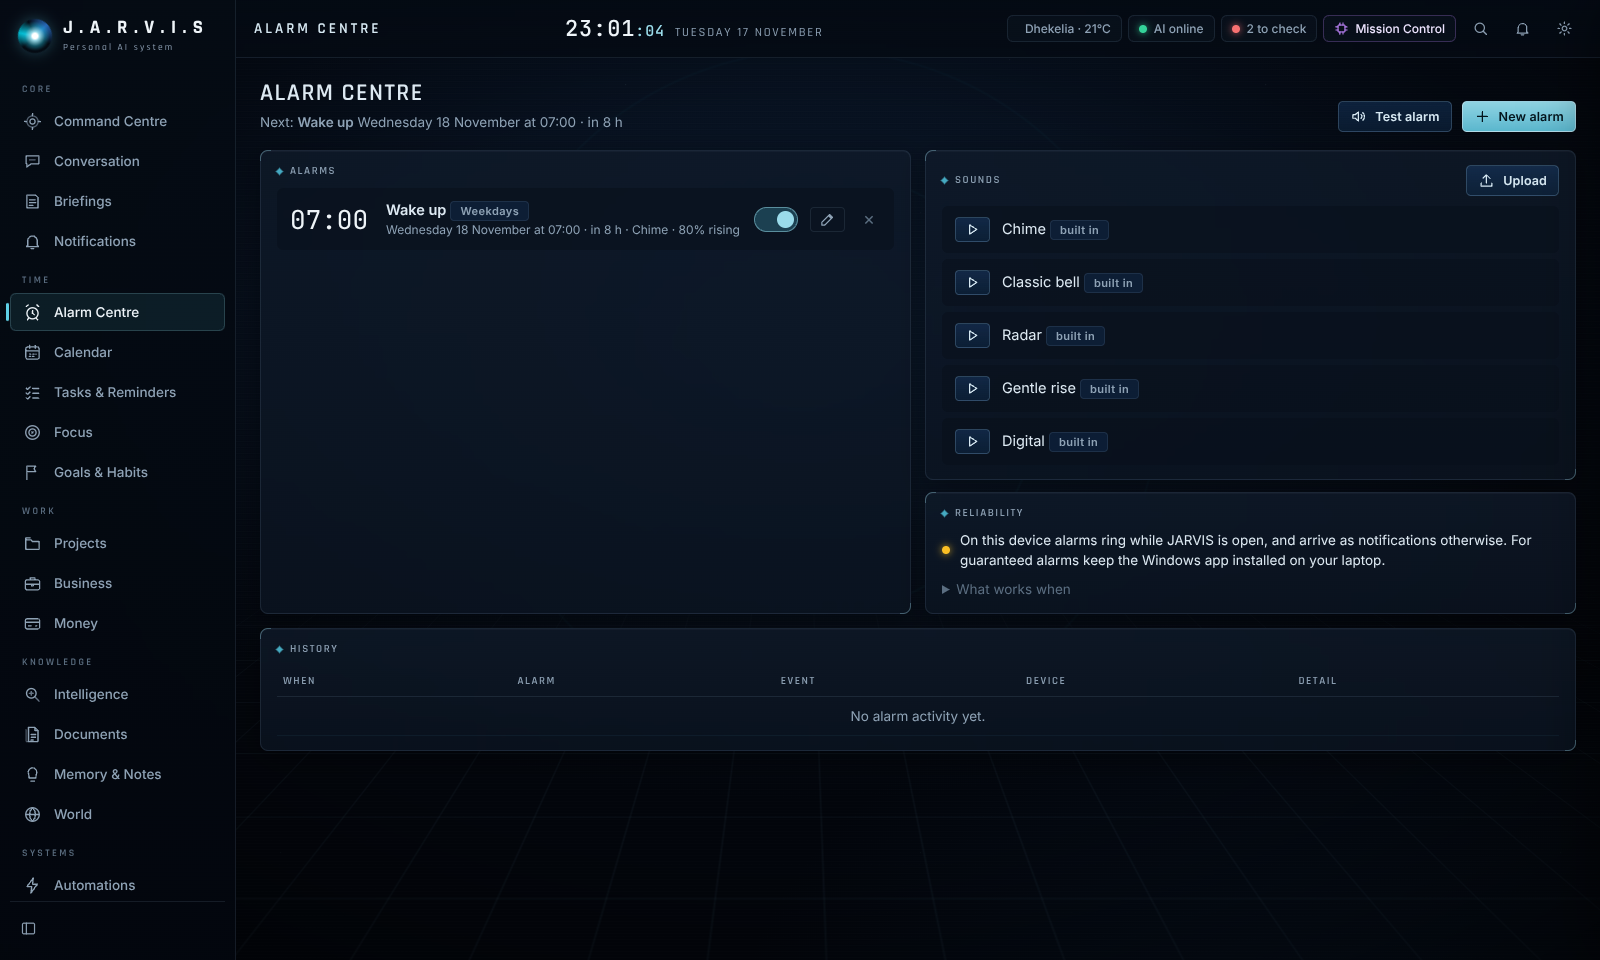 J.A.R.V.I.S
Personal AI system
CORE
Command Centre
Conversation
Briefings
Notifications
TIME
Alarm Centre
Calendar
Tasks & Reminders
Focus
Goals & Habits
WORK
Projects
Business
Money
KNOWLEDGE
Intelligence
Documents
Memory & Notes
World
SYSTEMS
Automations
ALARM CENTRE
23:01:04 TUESDAY 17 NOVEMBER
Dhekelia · 21°C
AI online
2 to check
Mission Control
ALARM CENTRE
Next: Wake up Wednesday 18 November at 07:00 · in 8 h
Test alarm
New alarm
ALARMS
07:00
Wake up Weekdays
Wednesday 18 November at 07:00 · in 8 h · Chime · 80% rising
SOUNDS
Upload
Chime built in
Classic bell built in
Radar built in
Gentle rise built in
Digital built in
RELIABILITY
On this device alarms ring while JARVIS is open, and arrive as notifications otherwise. For
guaranteed alarms keep the Windows app installed on your laptop.
What works when
HISTORY
WHEN ALARM EVENT DEVICE DETAIL
No alarm activity yet.